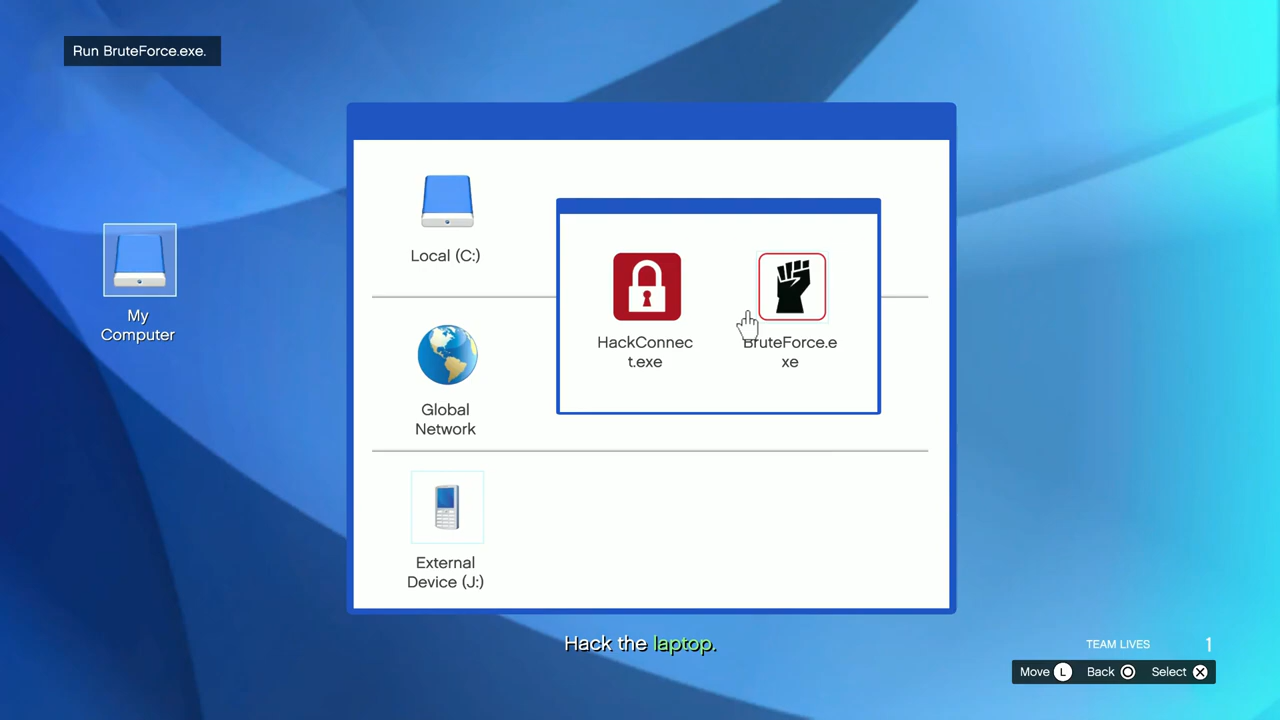 Run BruteForce.exe.
My
Computer
Local (C:)
HackConnec
t.exe
BruteForce.e
xe
Global
Network
External
Device (J:)
Hack the laptop.
TEAM LIVES 1
Move L Back Select